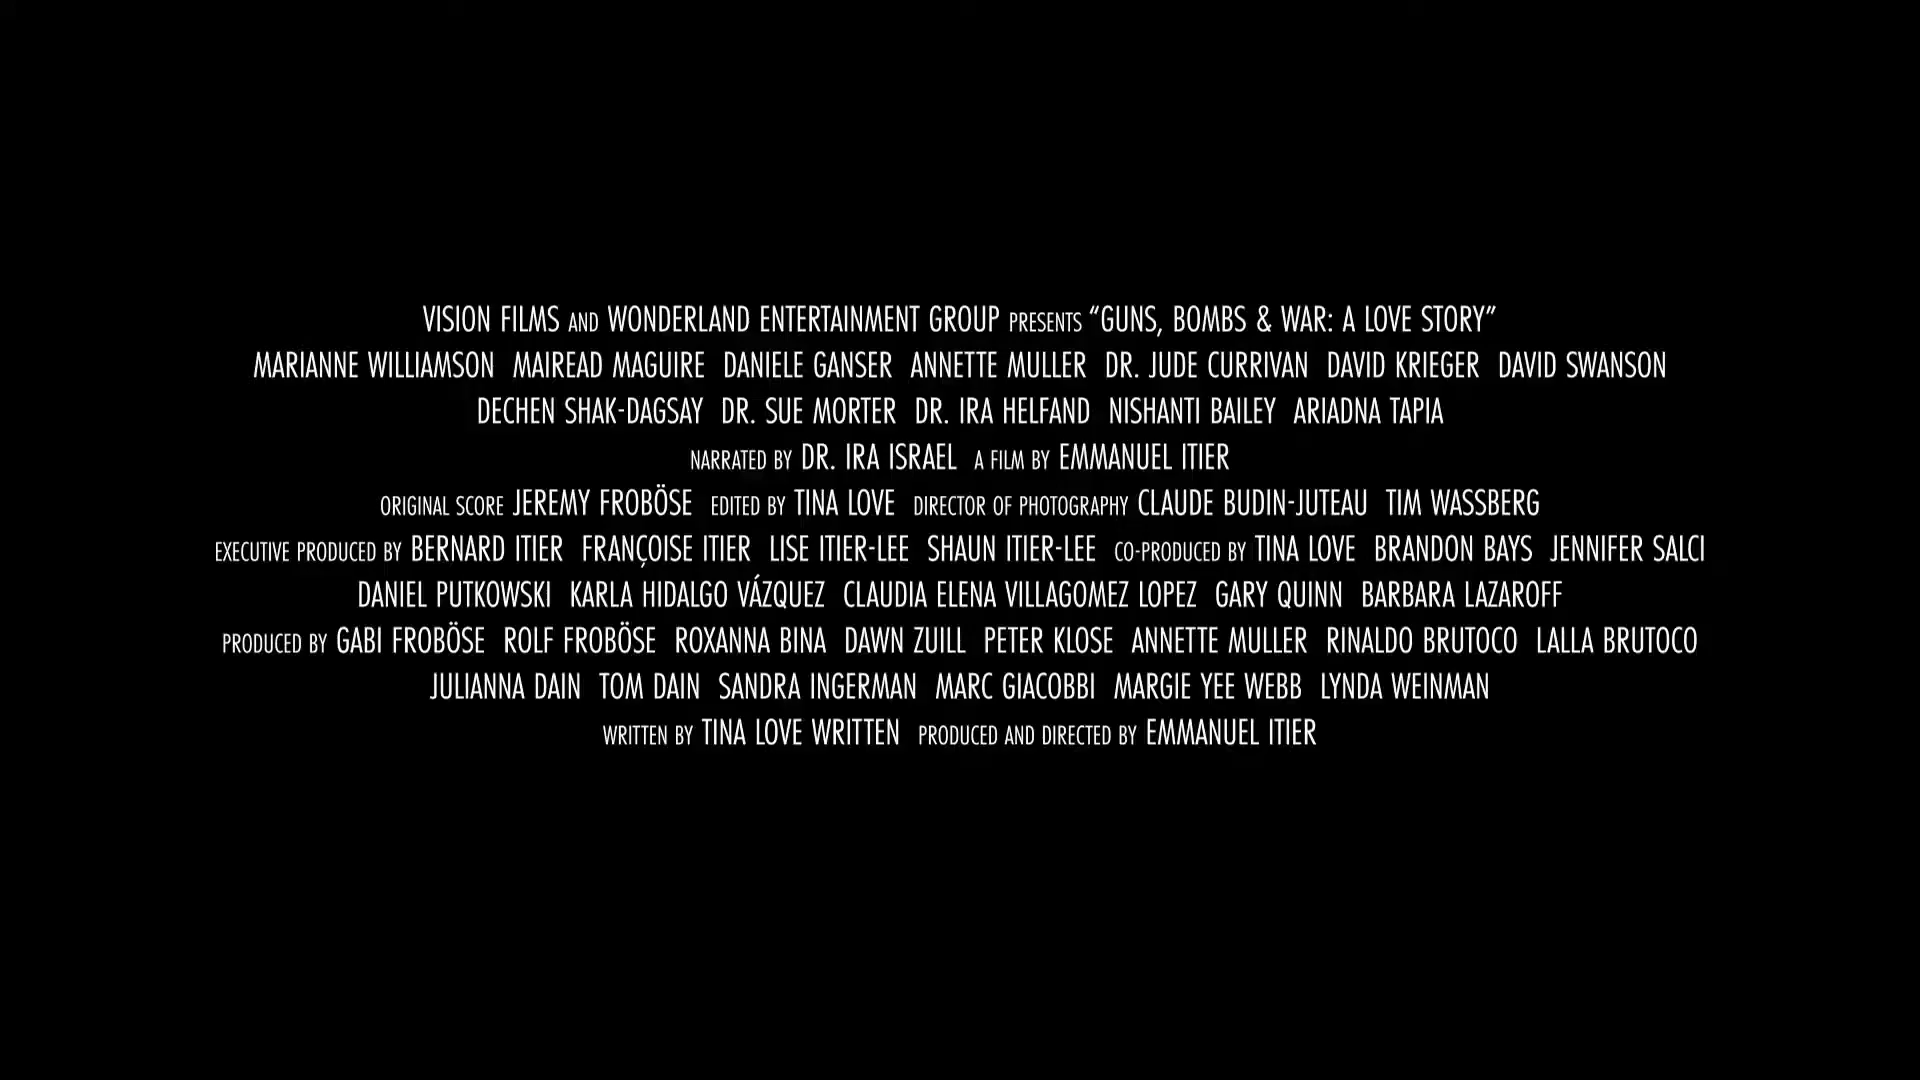 VISION FILMS AND WONDERLAND ENTERTAINMENT GROUP PRESENTS “GUNS, BOMBS & WAR: A LOVE STORY”
MARIANNE WILLIAMSON MAIREAD MAGUIRE DANIELE GANSER ANNETTE MULLER DR. JUDE CURRIVAN DAVID KRIEGER DAVID SWANSON
DECHEN SHAK-DAGSAY DR. SUE MORTER DR. IRA HELFAND NISHANTI BAILEY ARIADNA TAPIA
NARRATED BY DR. IRA ISRAEL A FILM BY EMMANUEL ITIER
ORIGINAL SCORE JEREMY FROBÖSE EDITED BY TINA LOVE DIRECTOR OF PHOTOGRAPHY CLAUDE BUDIN-JUTEAU TIM WASSBERG
EXECUTIVE PRODUCED BY BERNARD ITIER FRANÇOISE ITIER LISE ITIER-LEE SHAUN ITIER-LEE CO-PRODUCED BY TINA LOVE BRANDON BAYS JENNIFER SALCI
DANIEL PUTKOWSKI KARLA HIDALGO VÁZQUEZ CLAUDIA ELENA VILLAGOMEZ LOPEZ GARY QUINN BARBARA LAZAROFF
PRODUCED BY GABI FROBÖSE ROLF FROBÖSE ROXANNA BINA DAWN ZUILL PETER KLOSE ANNETTE MULLER RINALDO BRUTOCO LALLA BRUTOCO
JULIANNA DAIN TOM DAIN SANDRA INGERMAN MARC GIACOBBI MARGIE YEE WEBB LYNDA WEINMAN
WRITTEN BY TINA LOVE WRITTEN PRODUCED AND DIRECTED BY EMMANUEL ITIER